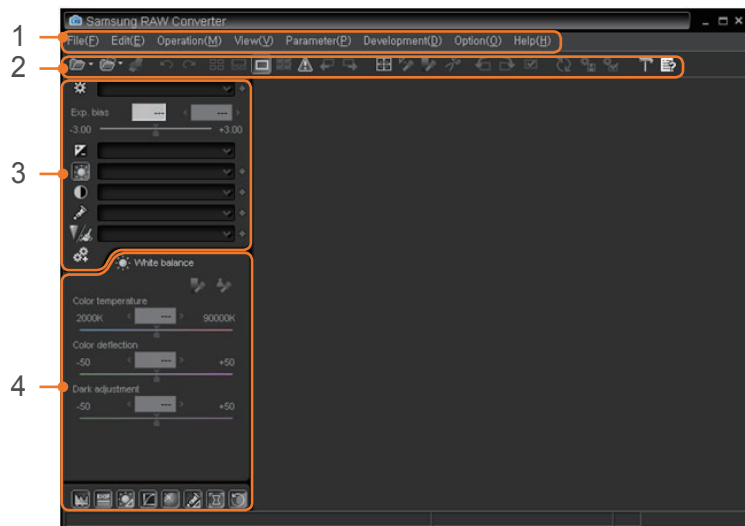 Samsung RAW Converter
1
File(F) Edit(E) Operation(M) View(V) Parameter(P) Development(D) Option(O) Help(H)
2
Exp. bias --- ---
-3.00 +3.00
3
White balance
Color temperature
2000K --- 90000K
Color deflection
-50 --- +50
4
Dark adjustment
-50 --- +50
EXIF